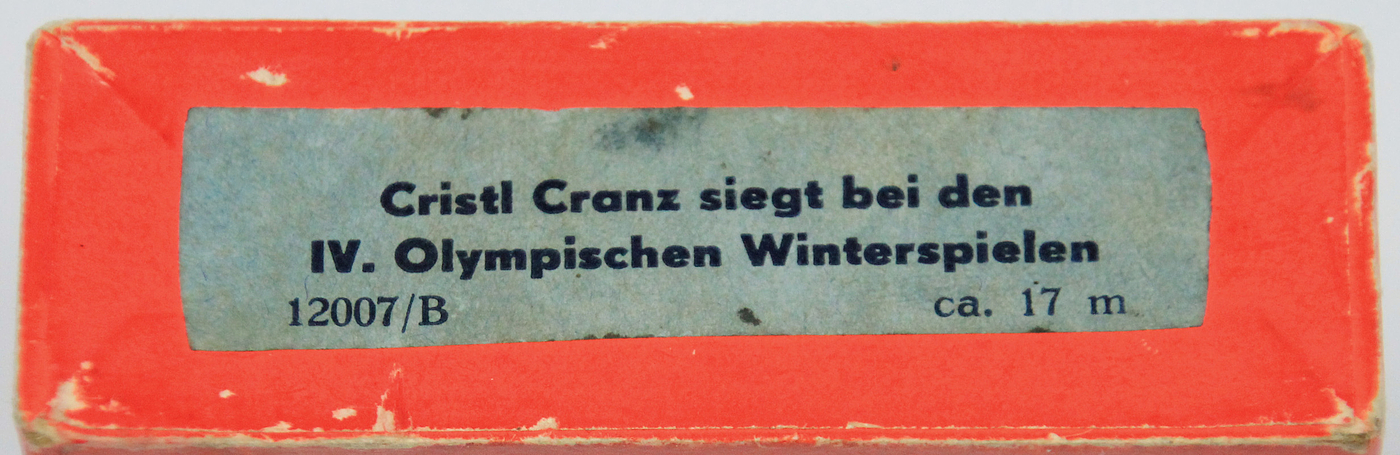 Cristl Cranz siegt bei den
IV. Olympischen Winterspielen
12007/B ca. 17 m